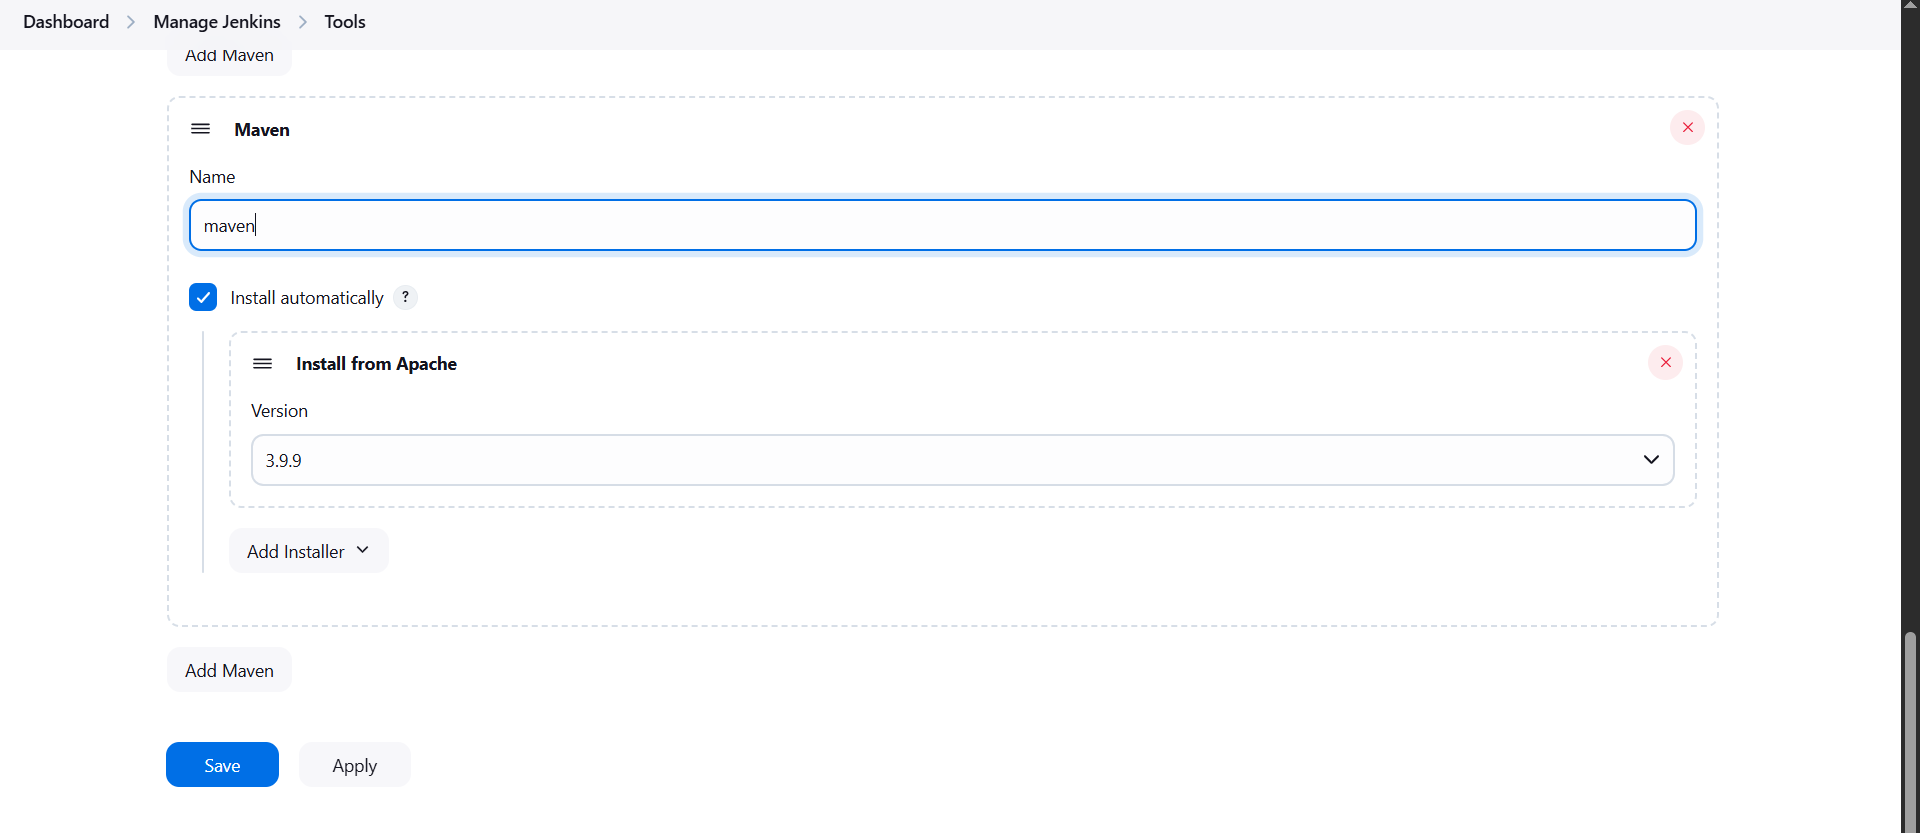 Dashboard > Manage Jenkins > Tools
Add Maven
Maven
Name
maven
Install automatically ?
Install from Apache
Version
3.9.9
Add Installer
Add Maven
Save Apply